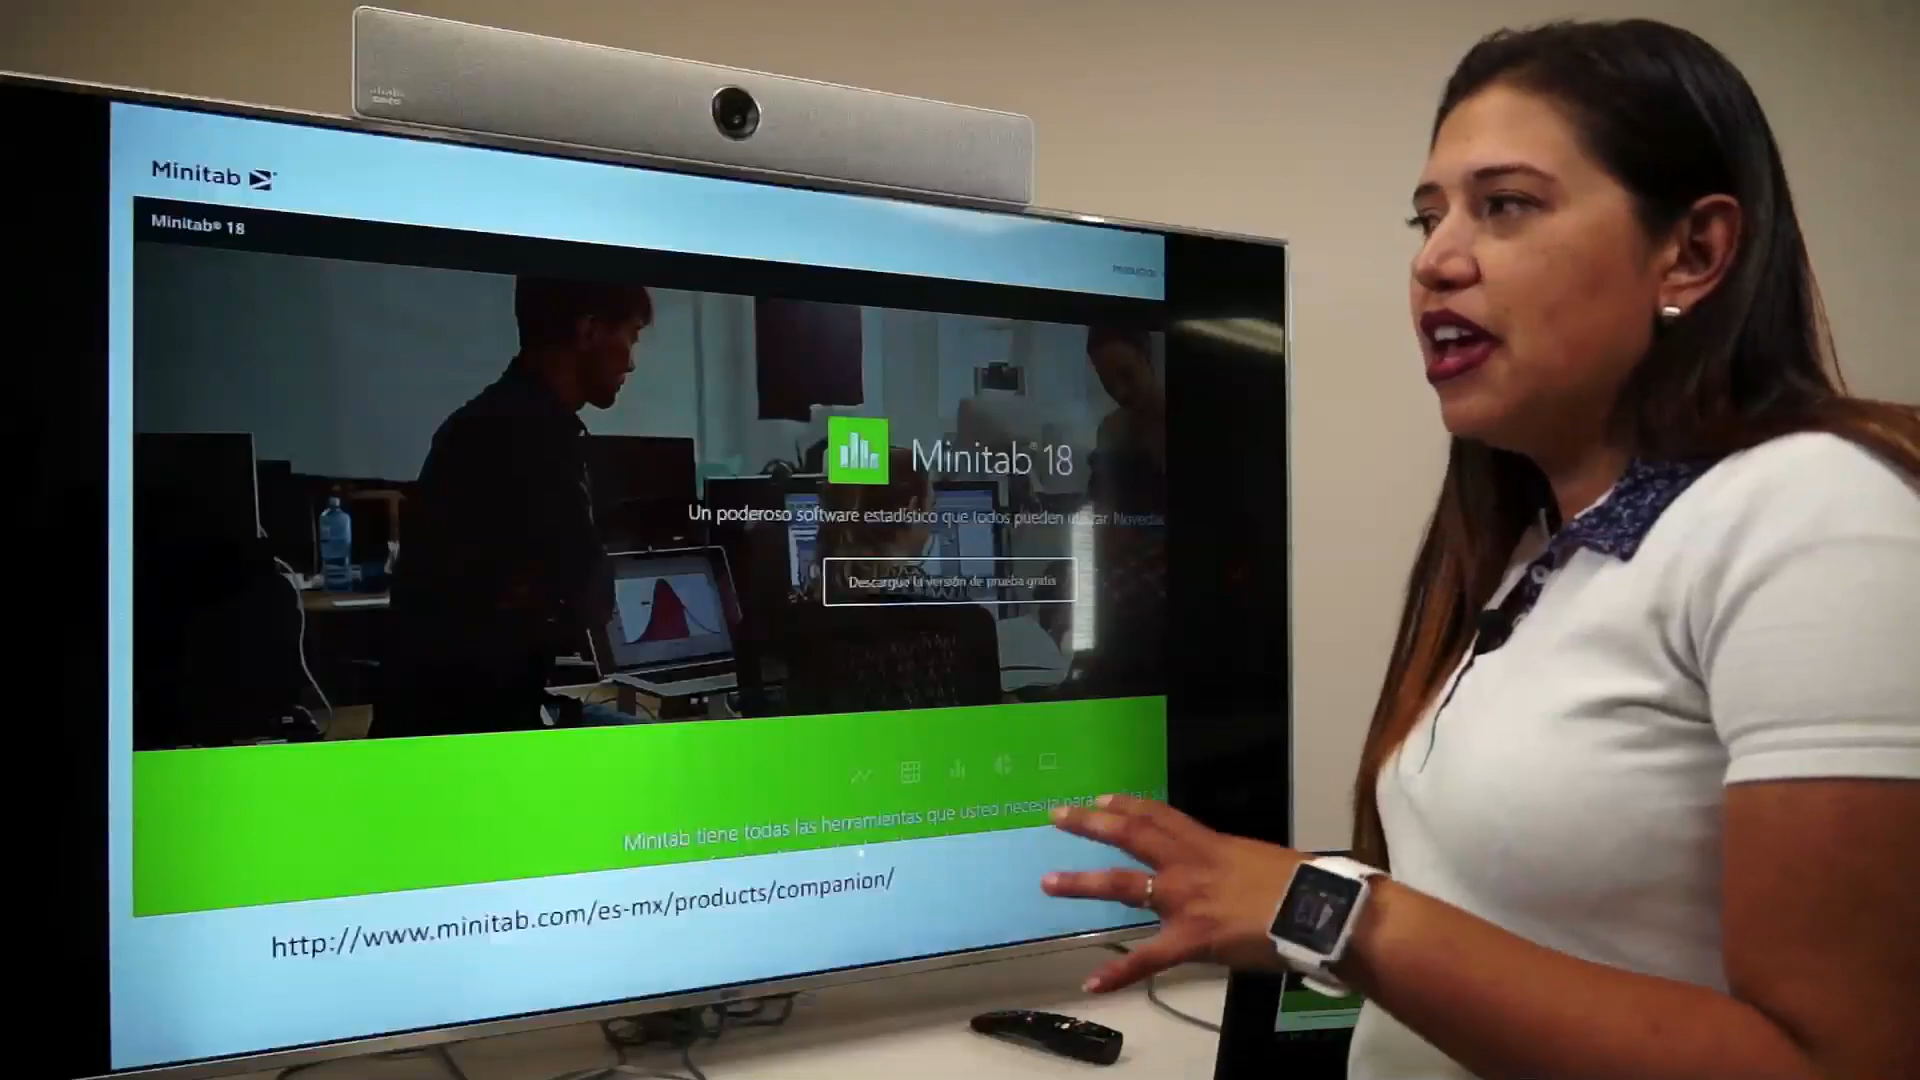 cisco
Minitab
Minitab® 18
Minitab® 18
Un poderoso software estadístico que todos pueden utilizar.
Descargue la versión de prueba gratis
Minitab tiene todas las herramientas que usted necesita para
http://www.minitab.com/es-mx/products/companion/